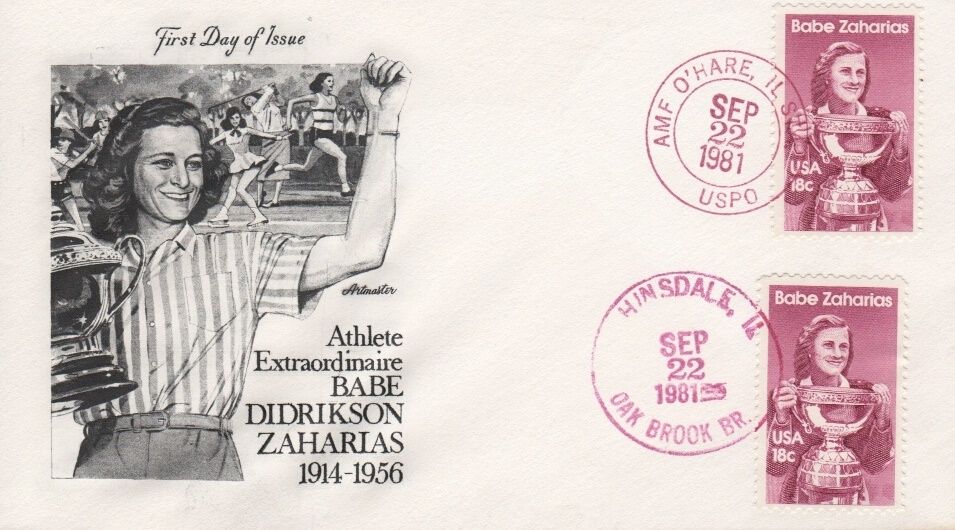 First Day of Issue
Artmaster
Athlete
Extraordinaire
BABE
DIDRIKSON
ZAHARIAS
1914-1956
AMF O'HARE, IL
SEP
22
1981
USPO
Babe Zaharias
USA
18c
HINSDALE, IL
SEP
22
1981
OAK BROOK BR.
Babe Zaharias
USA
18c